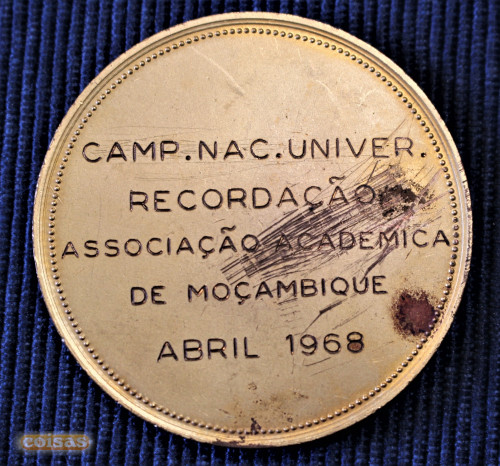 CAMP.NAC.UNIVER.
RECORDAÇÃO
ASSOCIAÇÃO ACADEMICA
DE MOÇAMBIQUE
ABRIL 1968
coisas